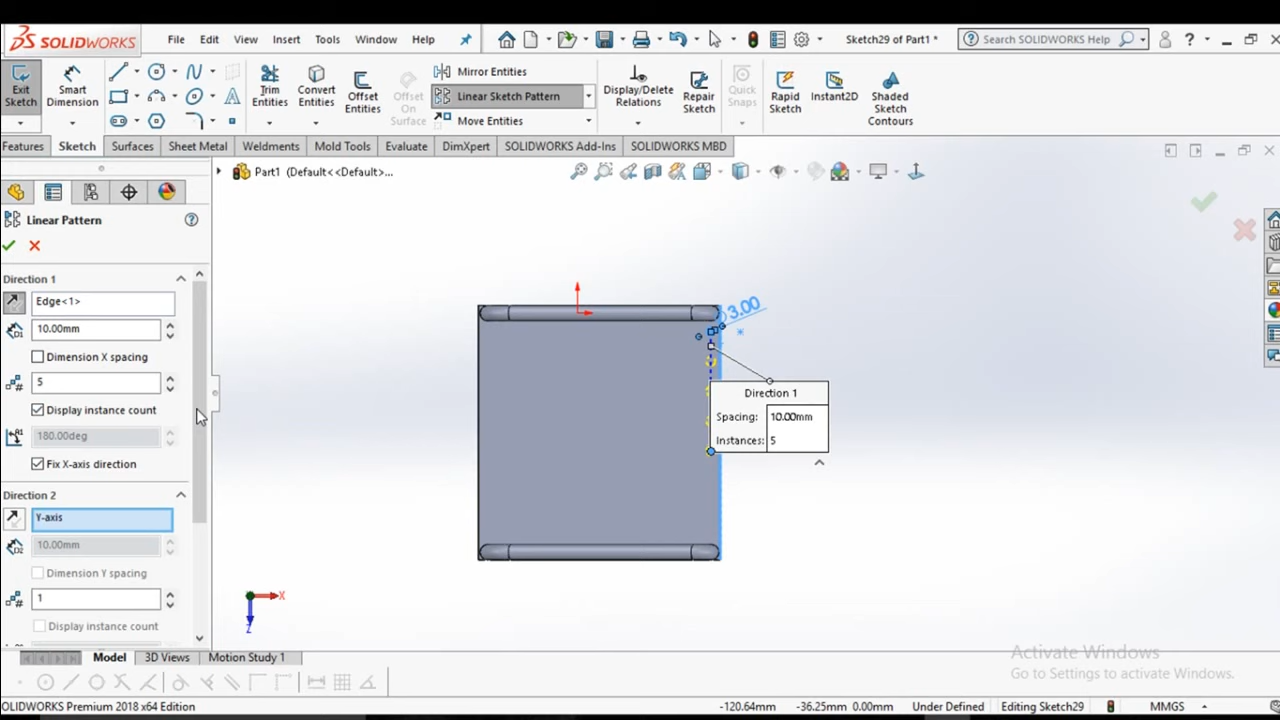 SOLIDWORKS File Edit View Insert Tools Window Help Sketch29 of Part1 * Search SOLIDWORKS Help
Exit Sketch
Smart Dimension
Trim Entities
Convert Entities
Offset Entities
Offset On Surface
Mirror Entities
Linear Sketch Pattern
Move Entities
Display/Delete Relations
Repair Sketch
Quick Snaps
Rapid Sketch
Instant2D
Shaded Sketch Contours
Features Sketch Surfaces Sheet Metal Weldments Mold Tools Evaluate DimXpert SOLIDWORKS Add-Ins SOLIDWORKS MBD
Part1 (Default<<Default>...
Linear Pattern
Direction 1
Edge<1>
10.00mm
Dimension X spacing
5
Display instance count
180.00deg
Fix X-axis direction
Direction 2
Y-axis
10.00mm
Dimension Y spacing
1
Display instance count
3.00
Direction 1
Spacing: 10.00mm
Instances: 5
X
Z
Activate Windows
Go to Settings to activate Windows.
Model 3D Views Motion Study 1
OLIDWORKS Premium 2018 x64 Edition -120.64mm -36.25mm 0.00mm Under Defined Editing Sketch29 MMGS